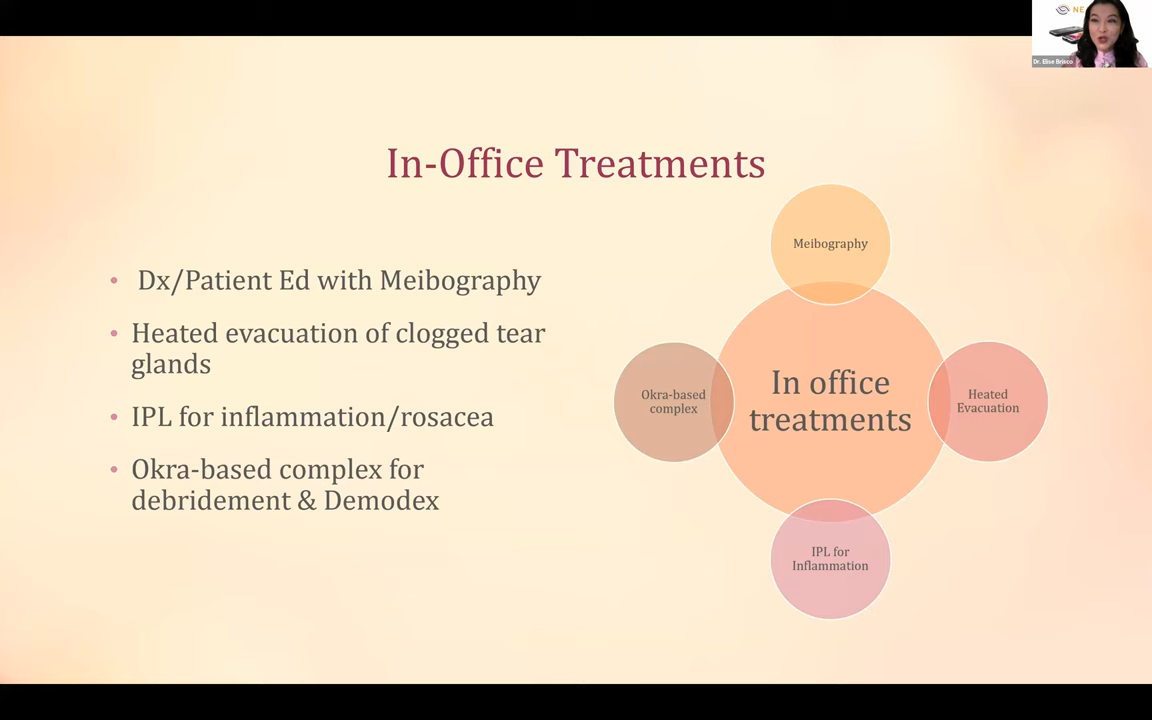 NE
Dr. Elise Brisco
In-Office Treatments
• Dx/Patient Ed with Meibography
• Heated evacuation of clogged tear
glands
• IPL for inflammation/rosacea
• Okra-based complex for
debridement & Demodex
Meibography
Okra-based
complex
In office
treatments
Heated
Evacuation
IPL for
Inflammation